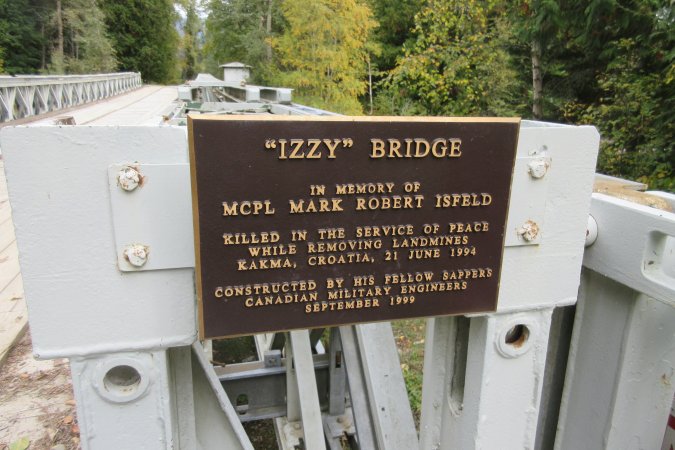 "IZZY" BRIDGE
IN MEMORY OF
MCPL MARK ROBERT ISFELD
KILLED IN THE SERVICE OF PEACE
WHILE REMOVING LANDMINES
KAKMA, CROATIA, 21 JUNE 1994
CONSTRUCTED BY HIS FELLOW SAPPERS
CANADIAN MILITARY ENGINEERS
SEPTEMBER 1999